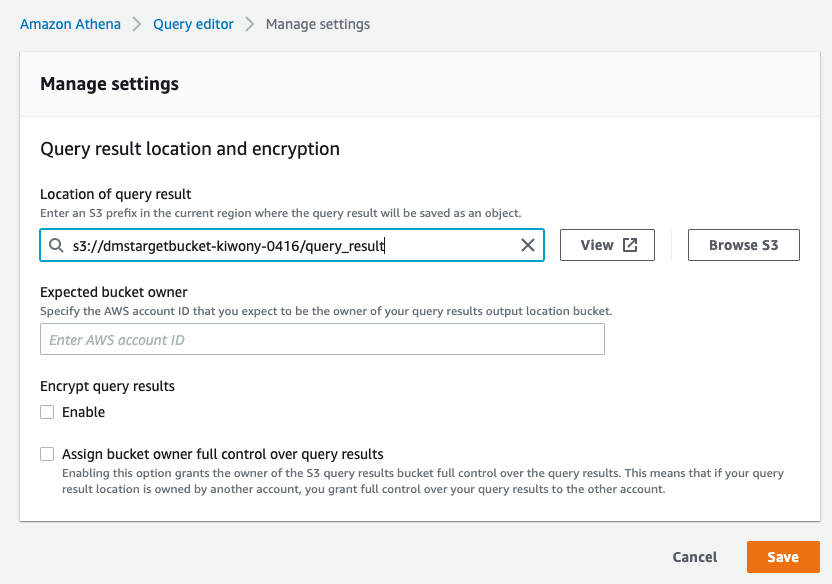 Amazon Athena > Query editor > Manage settings
Manage settings
Query result location and encryption
Location of query result
Enter an S3 prefix in the current region where the query result will be saved as an object.
s3://dmstargetbucket-kiwony-0416/query_result
View
Browse S3
Expected bucket owner
Specify the AWS account ID that you expect to be the owner of your query results output location bucket.
Enter AWS account ID
Encrypt query results
Enable
Assign bucket owner full control over query results
Enabling this option grants the owner of the S3 query results bucket full control over the query results. This means that if your query
result location is owned by another account, you grant full control over your query results to the other account.
Cancel
Save